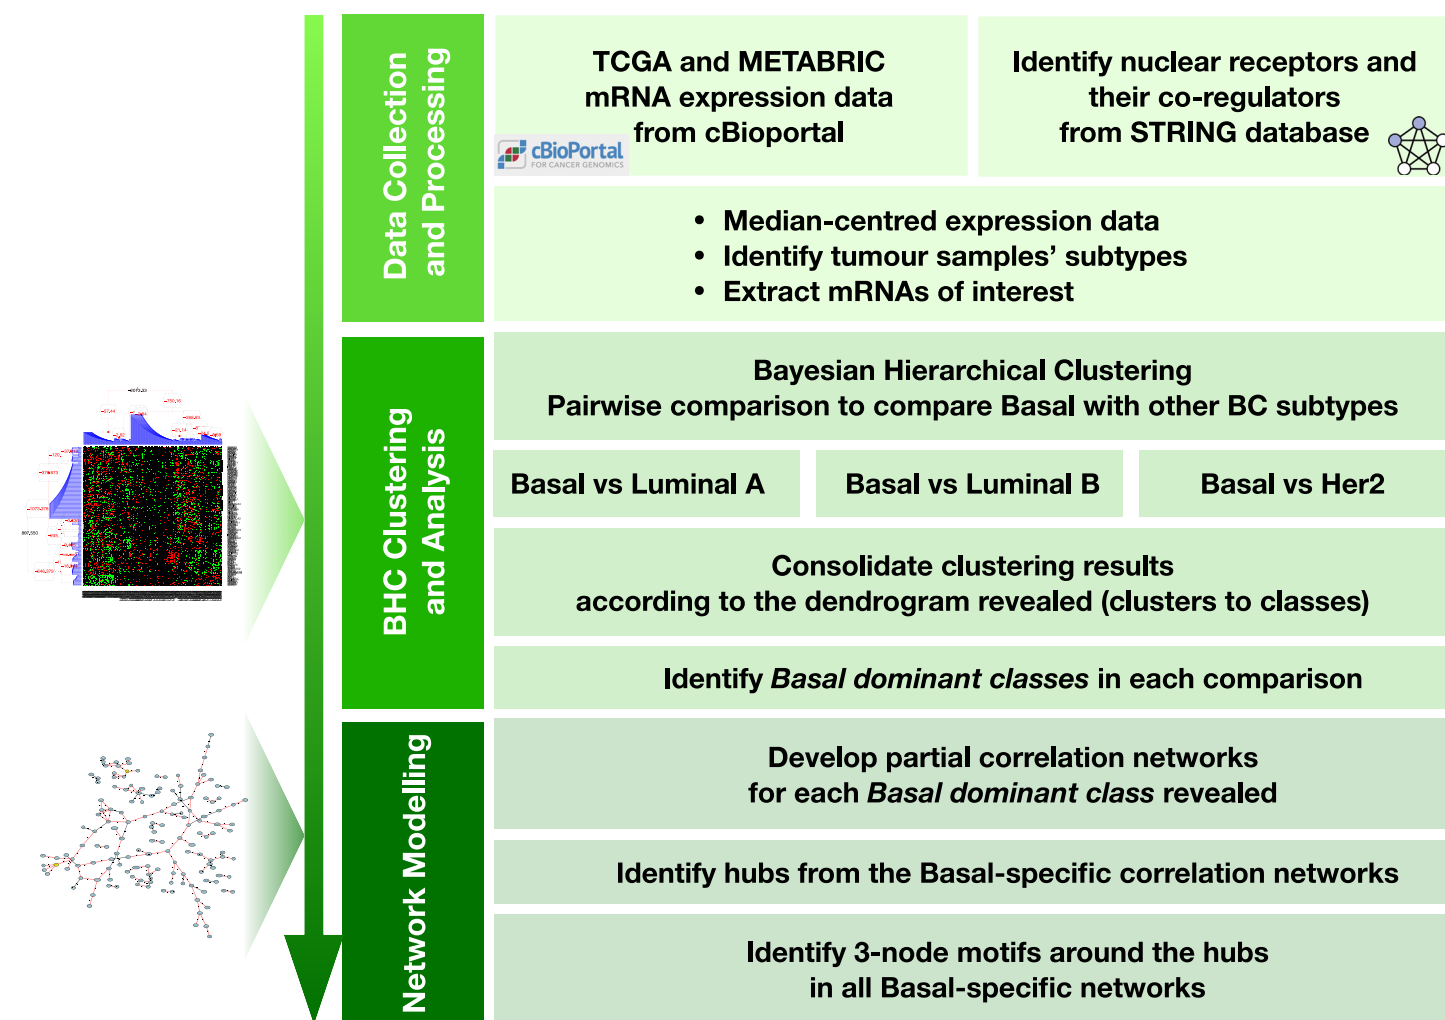 Data Collection
and Processing
TCGA and METABRIC
mRNA expression data
from cBioportal
cBioPortal
FOR CANCER GENOMICS
Identify nuclear receptors and
their co-regulators
from STRING database
• Median-centred expression data
• Identify tumour samples’ subtypes
• Extract mRNAs of interest
BHC Clustering
and Analysis
Bayesian Hierarchical Clustering
Pairwise comparison to compare Basal with other BC subtypes
Basal vs Luminal A
Basal vs Luminal B
Basal vs Her2
Consolidate clustering results
according to the dendrogram revealed (clusters to classes)
Identify Basal dominant classes in each comparison
Network Modelling
Develop partial correlation networks
for each Basal dominant class revealed
Identify hubs from the Basal-specific correlation networks
Identify 3-node motifs around the hubs
in all Basal-specific networks